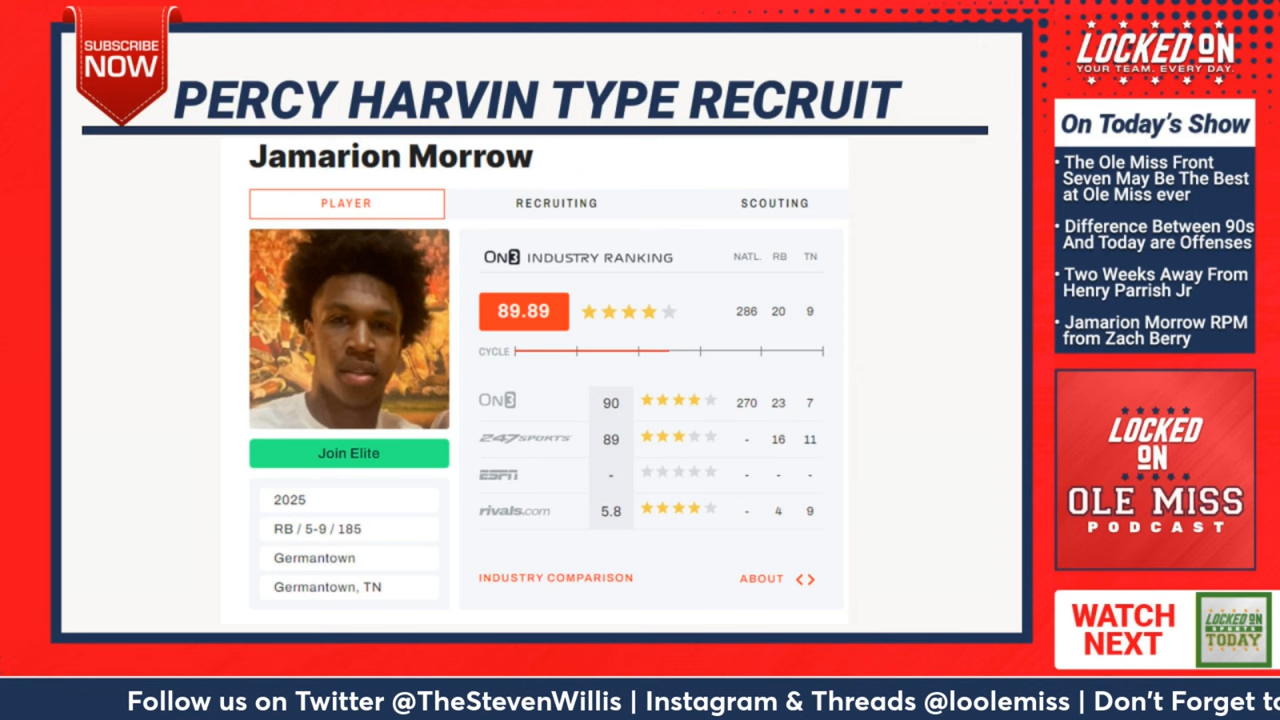 SUBSCRIBE
NOW
PERCY HARVIN TYPE RECRUIT
Jamarion Morrow
PLAYER RECRUITING SCOUTING
ON3 INDUSTRY RANKING NATL. RB TN
89.89 286 20 9
CYCLE
ON3 90 270 23 7
247SPORTS 89 - 16 11
ESPN - - - -
rivals.com 5.8 - 4 9
INDUSTRY COMPARISON ABOUT <>
Join Elite
2025
RB / 5-9 / 185
Germantown
Germantown, TN
LOCKED ON
YOUR TEAM. EVERY DAY.
On Today's Show
• The Ole Miss Front
Seven May Be The Best
at Ole Miss ever
• Difference Between 90s
And Today are Offenses
• Two Weeks Away From
Henry Parrish Jr
• Jamarion Morrow RPM
from Zach Berry
LOCKED
ON
OLE MISS
PODCAST
WATCH
NEXT
LOCKED ON
SPORTS
TODAY
Follow us on Twitter @TheStevenWillis | Instagram & Threads @loolemiss | Don't Forget to